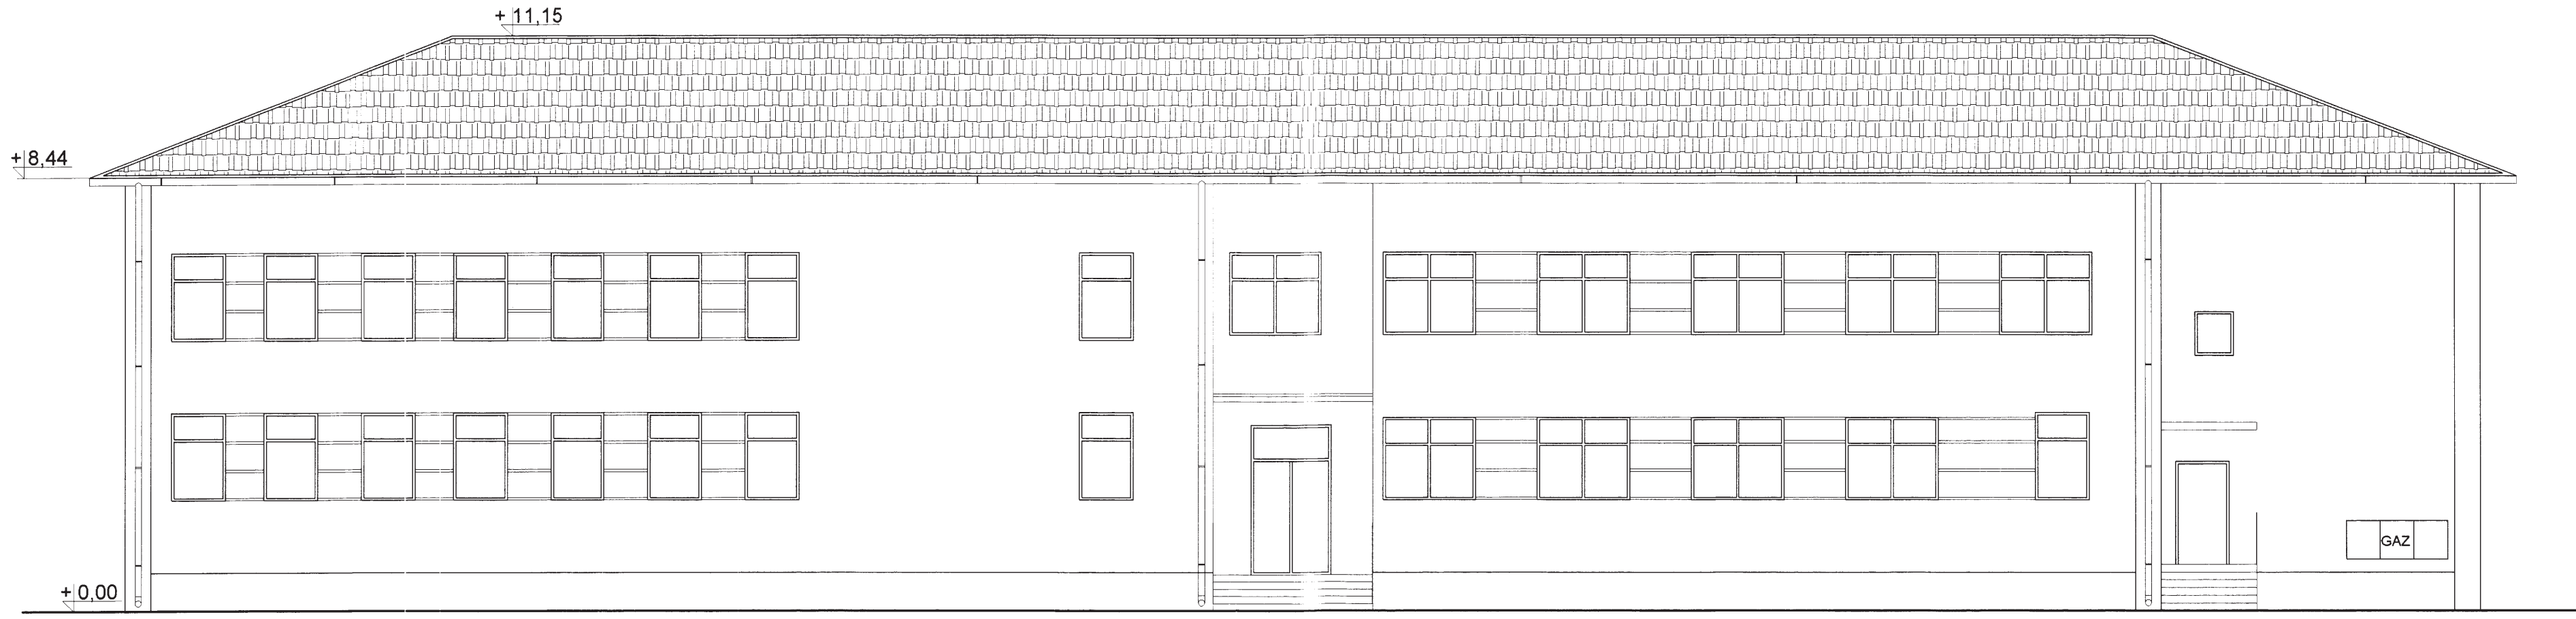 + 11,15
+ 8,44
GAZ
+ 0,00